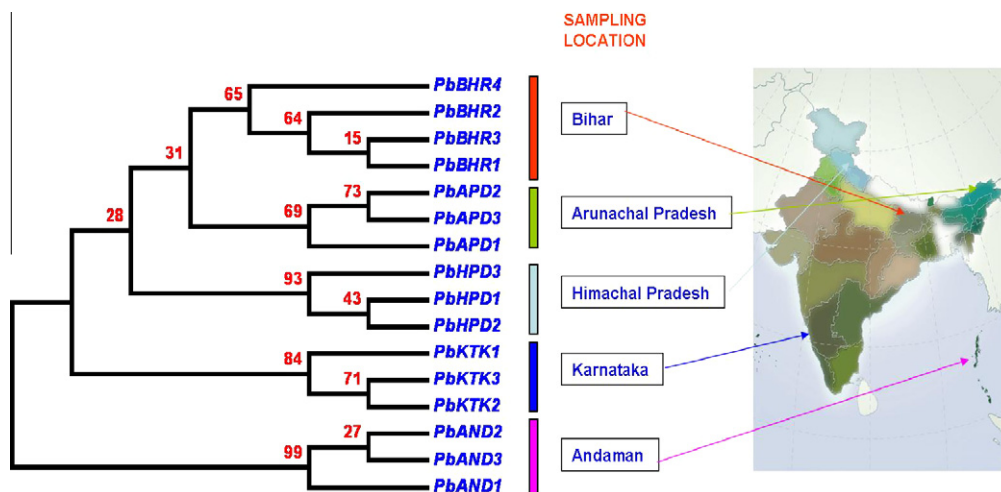 SAMPLING
LOCATION
PbBHR4
65
PbBHR2
64
Bihar
PbBHR3
15
31
PbBHR1
PbAPD2
73
Arunachal Pradesh
PbAPD3
69
28
PbAPD1
PbHPD3
93
Himachal Pradesh
PbHPD1
43
PbHPD2
PbKTK1
84
Karnataka
PbKTK3
71
PbKTK2
PbAND2
27
Andaman
PbAND3
99
PbAND1